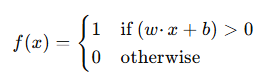 f(x) = { 1 if (w· x + b) > 0
0 otherwise